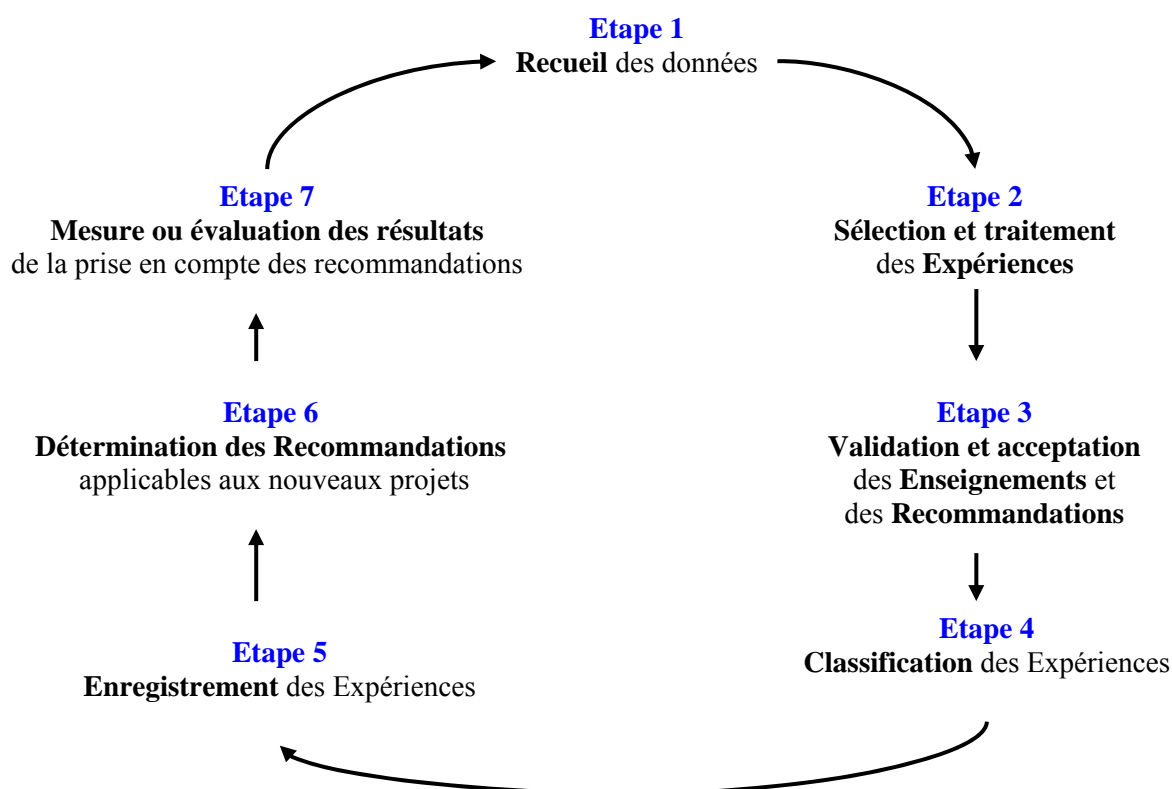 Etape 1
Recueil des données
Etape 2
Sélection et traitement
des Expériences
Etape 3
Validation et acceptation
des Enseignements et
des Recommandations
Etape 4
Classification des Expériences
Etape 5
Enregistrement des Expériences
Etape 6
Détermination des Recommandations
applicables aux nouveaux projets
Etape 7
Mesure ou évaluation des résultats
de la prise en compte des recommandations